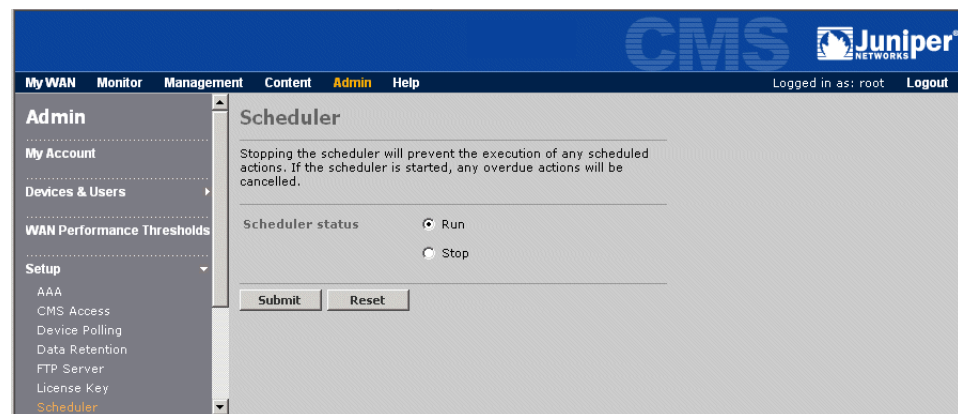 CMS
Juniper®
NETWORKS
My WAN Monitor Management Content Admin Help Logged in as: root Logout
Admin
My Account
Devices & Users
WAN Performance Thresholds
Setup
AAA
CMS Access
Device Polling
Data Retention
FTP Server
License Key
Scheduler
Scheduler
Stopping the scheduler will prevent the execution of any scheduled
actions. If the scheduler is started, any overdue actions will be
cancelled.
Scheduler status
Run
Stop
Submit Reset